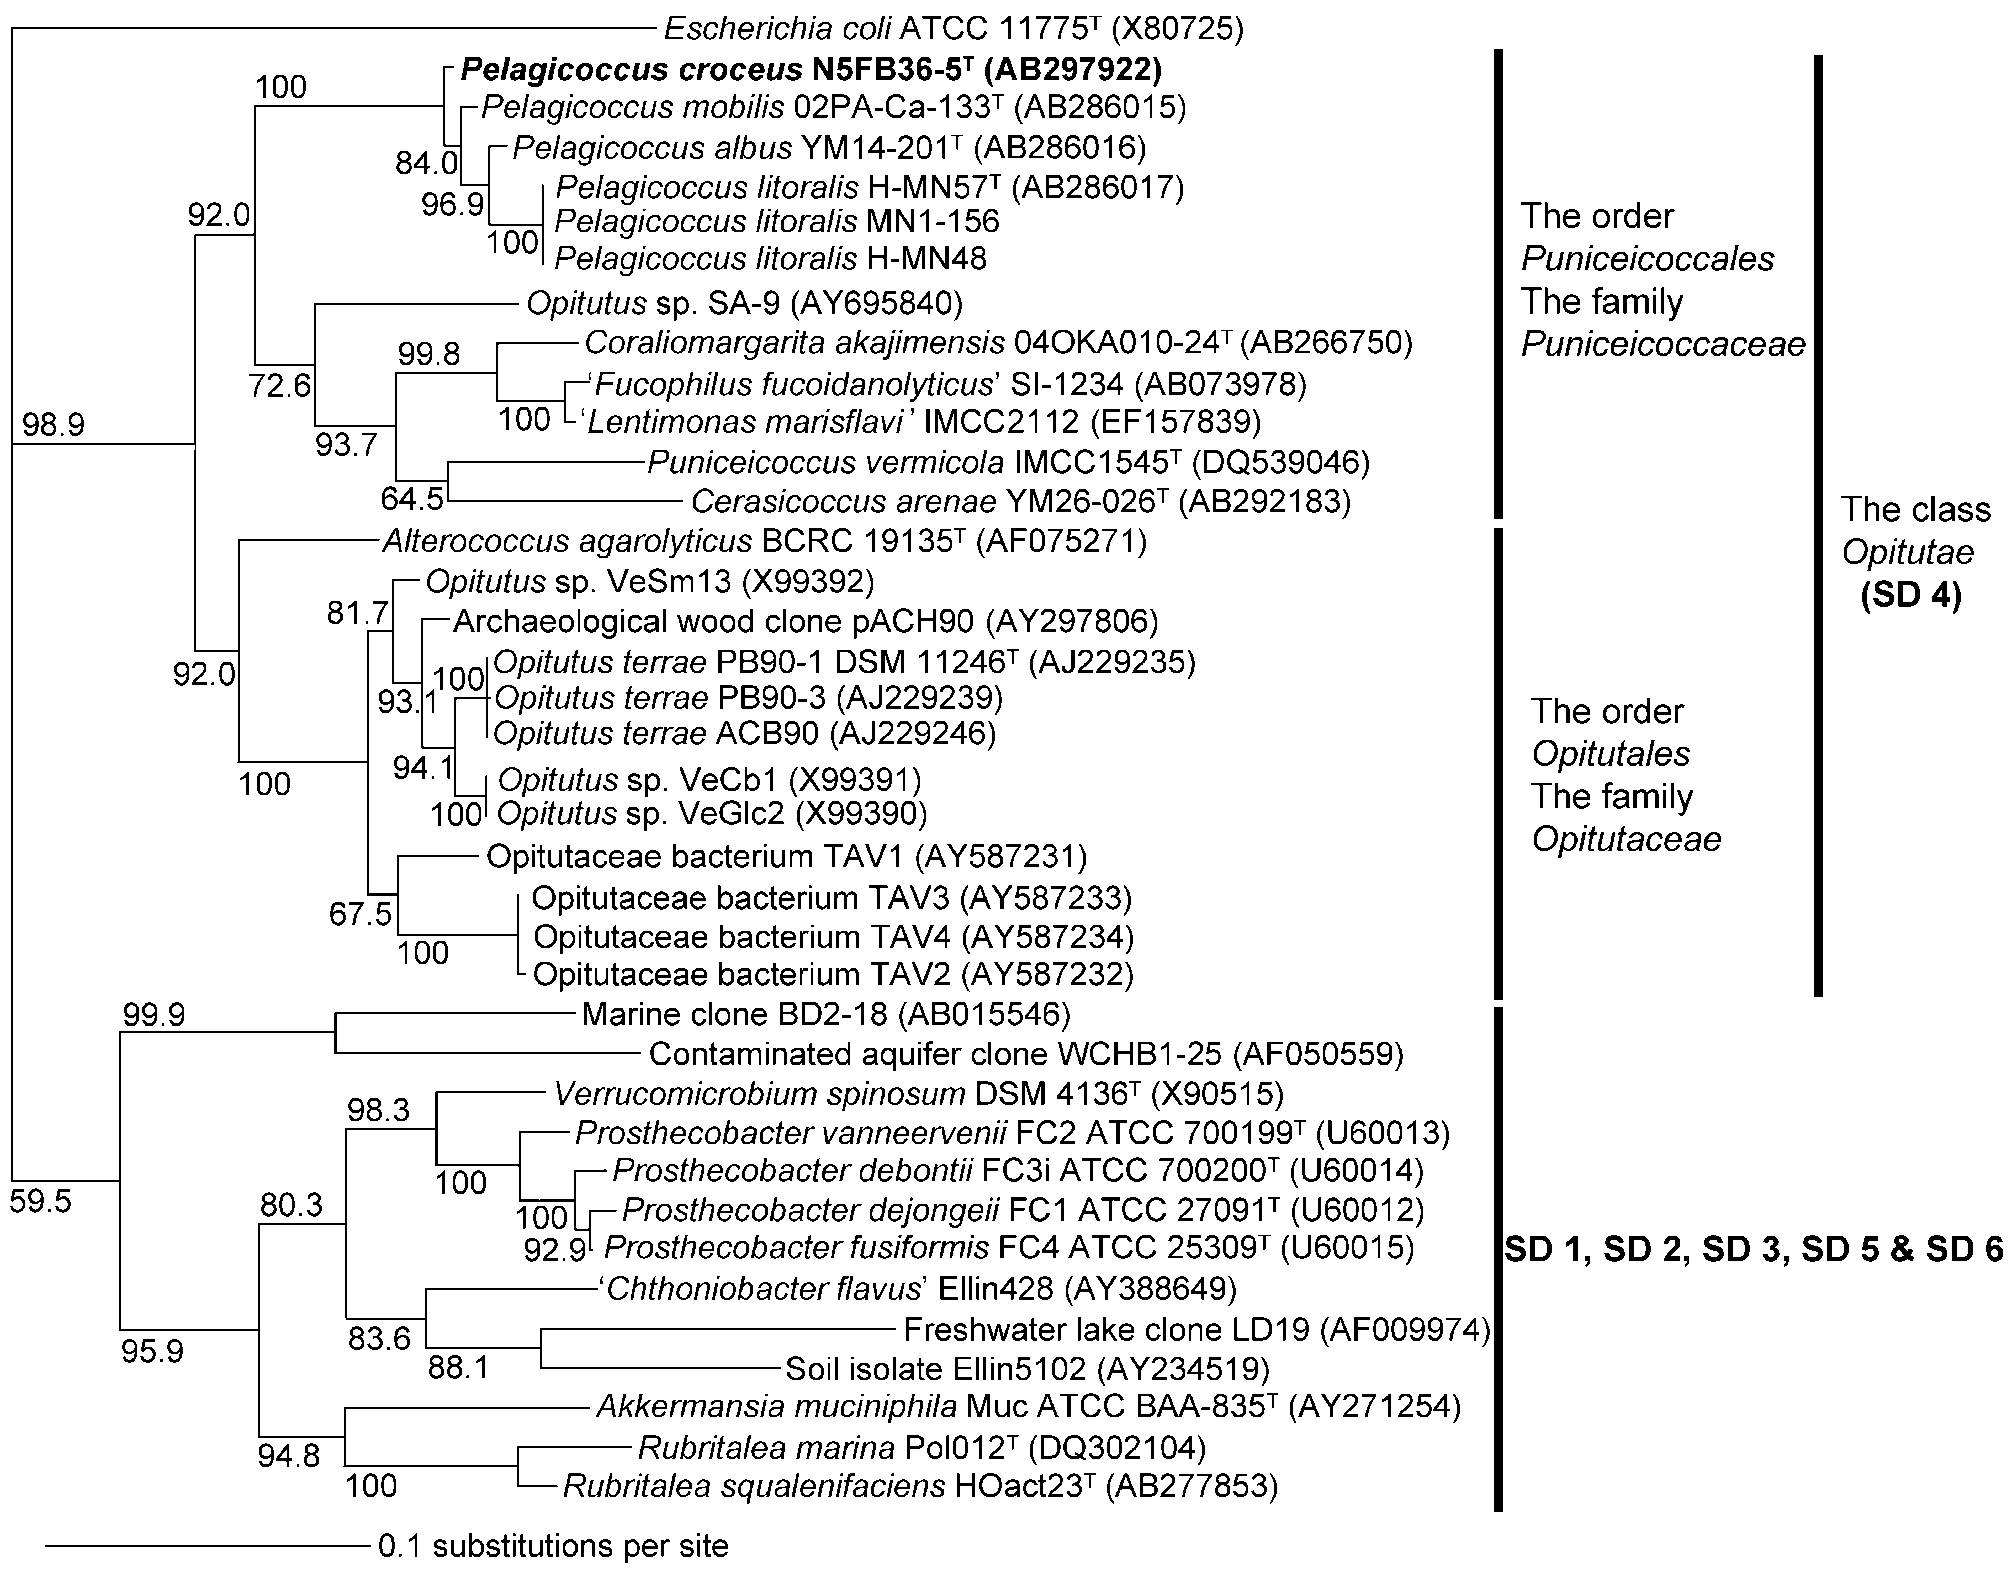 Escherichia coli ATCC 11775ᵀ (X80725)
Pelagicoccus croceus N5FB36-5ᵀ (AB297922)
100
Pelagicoccus mobilis 02PA-Ca-133ᵀ (AB286015)
Pelagicoccus albus YM14-201ᵀ (AB286016)
84.0
Pelagicoccus litoralis H-MN57ᵀ (AB286017)
96.9
Pelagicoccus litoralis MN1-156
92.0
100
Pelagicoccus litoralis H-MN48
The order
Puniceicoccales
The family
Puniceicoccaceae
Opitutus sp. SA-9 (AY695840)
Coraliomargarita akajimensis 04OKA010-24ᵀ (AB266750)
99.8
72.6
‘Fucophilus fucoidanolyticus’ SI-1234 (AB073978)
100
‘Lentimonas marisflavi’ IMCC2112 (EF157839)
98.9
93.7
Puniceicoccus vermicola IMCC1545ᵀ (DQ539046)
64.5
Cerasicoccus arenae YM26-026ᵀ (AB292183)
The class
Opitutae
(SD 4)
Alterococcus agarolyticus BCRC 19135ᵀ (AF075271)
Opitutus sp. VeSm13 (X99392)
81.7
Archaeological wood clone pACH90 (AY297806)
92.0
Opitutus terrae PB90-1 DSM 11246ᵀ (AJ229235)
100
93.1
Opitutus terrae PB90-3 (AJ229239)
Opitutus terrae ACB90 (AJ229246)
94.1
100
Opitutus sp. VeCb1 (X99391)
100
Opitutus sp. VeGlc2 (X99390)
The order
Opitutales
The family
Opitutaceae
Opitutaceae bacterium TAV1 (AY587231)
67.5
Opitutaceae bacterium TAV3 (AY587233)
Opitutaceae bacterium TAV4 (AY587234)
100
Opitutaceae bacterium TAV2 (AY587232)
99.9
Marine clone BD2-18 (AB015546)
Contaminated aquifer clone WCHB1-25 (AF050559)
Verrucomicrobium spinosum DSM 4136ᵀ (X90515)
98.3
Prosthecobacter vanneervenii FC2 ATCC 700199ᵀ (U60013)
100
Prosthecobacter debontii FC3i ATCC 700200ᵀ (U60014)
59.5
80.3
100
Prosthecobacter dejongeii FC1 ATCC 27091ᵀ (U60012)
92.9
Prosthecobacter fusiformis FC4 ATCC 25309ᵀ (U60015)
SD 1, SD 2, SD 3, SD 5 & SD 6
‘Chthoniobacter flavus’ Ellin428 (AY388649)
83.6
Freshwater lake clone LD19 (AF009974)
95.9
88.1
Soil isolate Ellin5102 (AY234519)
Akkermansia muciniphila Muc ATCC BAA-835ᵀ (AY271254)
94.8
Rubritalea marina Pol012ᵀ (DQ302104)
100
Rubritalea squalenifaciens HOact23ᵀ (AB277853)
0.1 substitutions per site